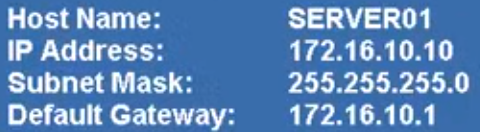 Host Name: SERVER01
IP Address: 172.16.10.10
Subnet Mask: 255.255.255.0
Default Gateway: 172.16.10.1